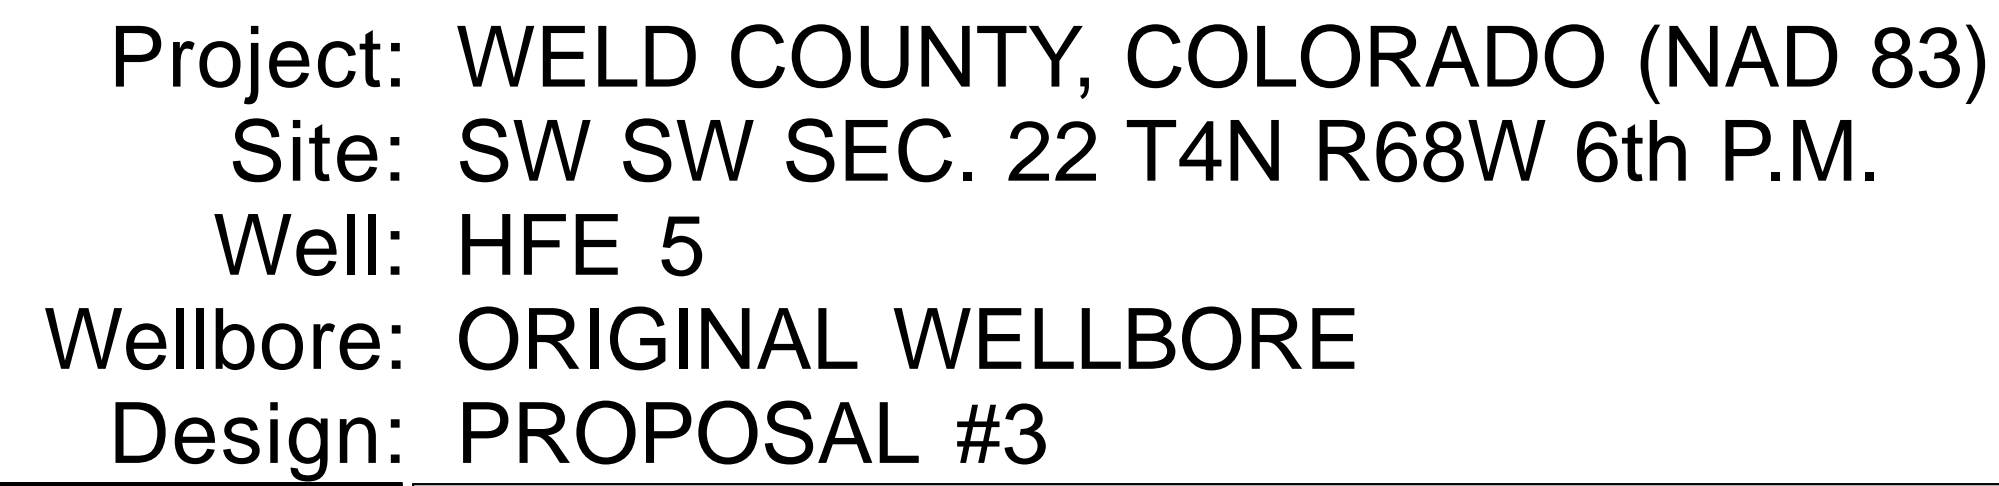 Project: WELD COUNTY, COLORADO (NAD 83)
Site: SW SW SEC. 22 T4N R68W 6th P.M.
Well: HFE 5
Wellbore: ORIGINAL WELLBORE
Design: PROPOSAL #3